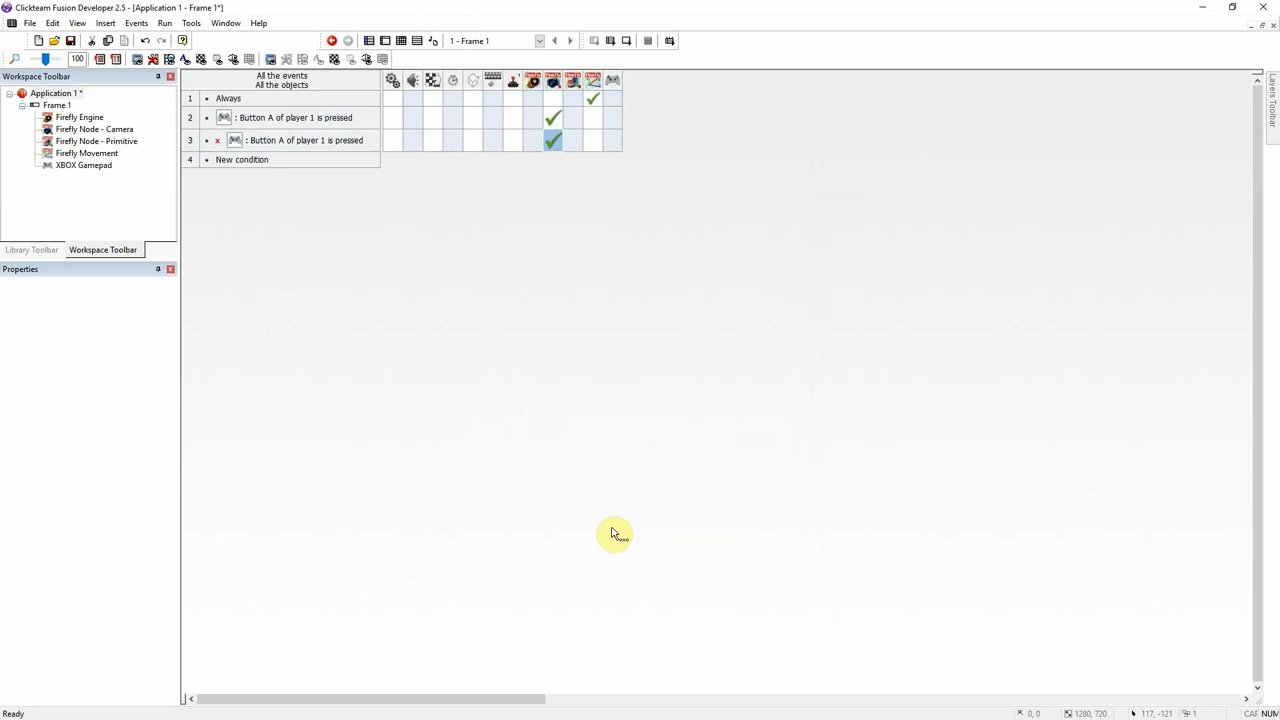 Clickteam Fusion Developer 2.5 - [Application 1 - Frame 1*]
File Edit View Insert Events Run Tools Window Help
1 - Frame 1
100
Workspace Toolbar
Application 1 *
Frame 1
Firefly Engine
Firefly Node - Camera
Firefly Node - Primitive
Firefly Movement
XBOX Gamepad
Library Toolbar Workspace Toolbar
Properties
All the events
All the objects
1 • Always
2 • : Button A of player 1 is pressed
3 • x : Button A of player 1 is pressed
4 • New condition
Layers Toolbar
Ready 0, 0 1280, 720 117, -121 1 CAP NUM